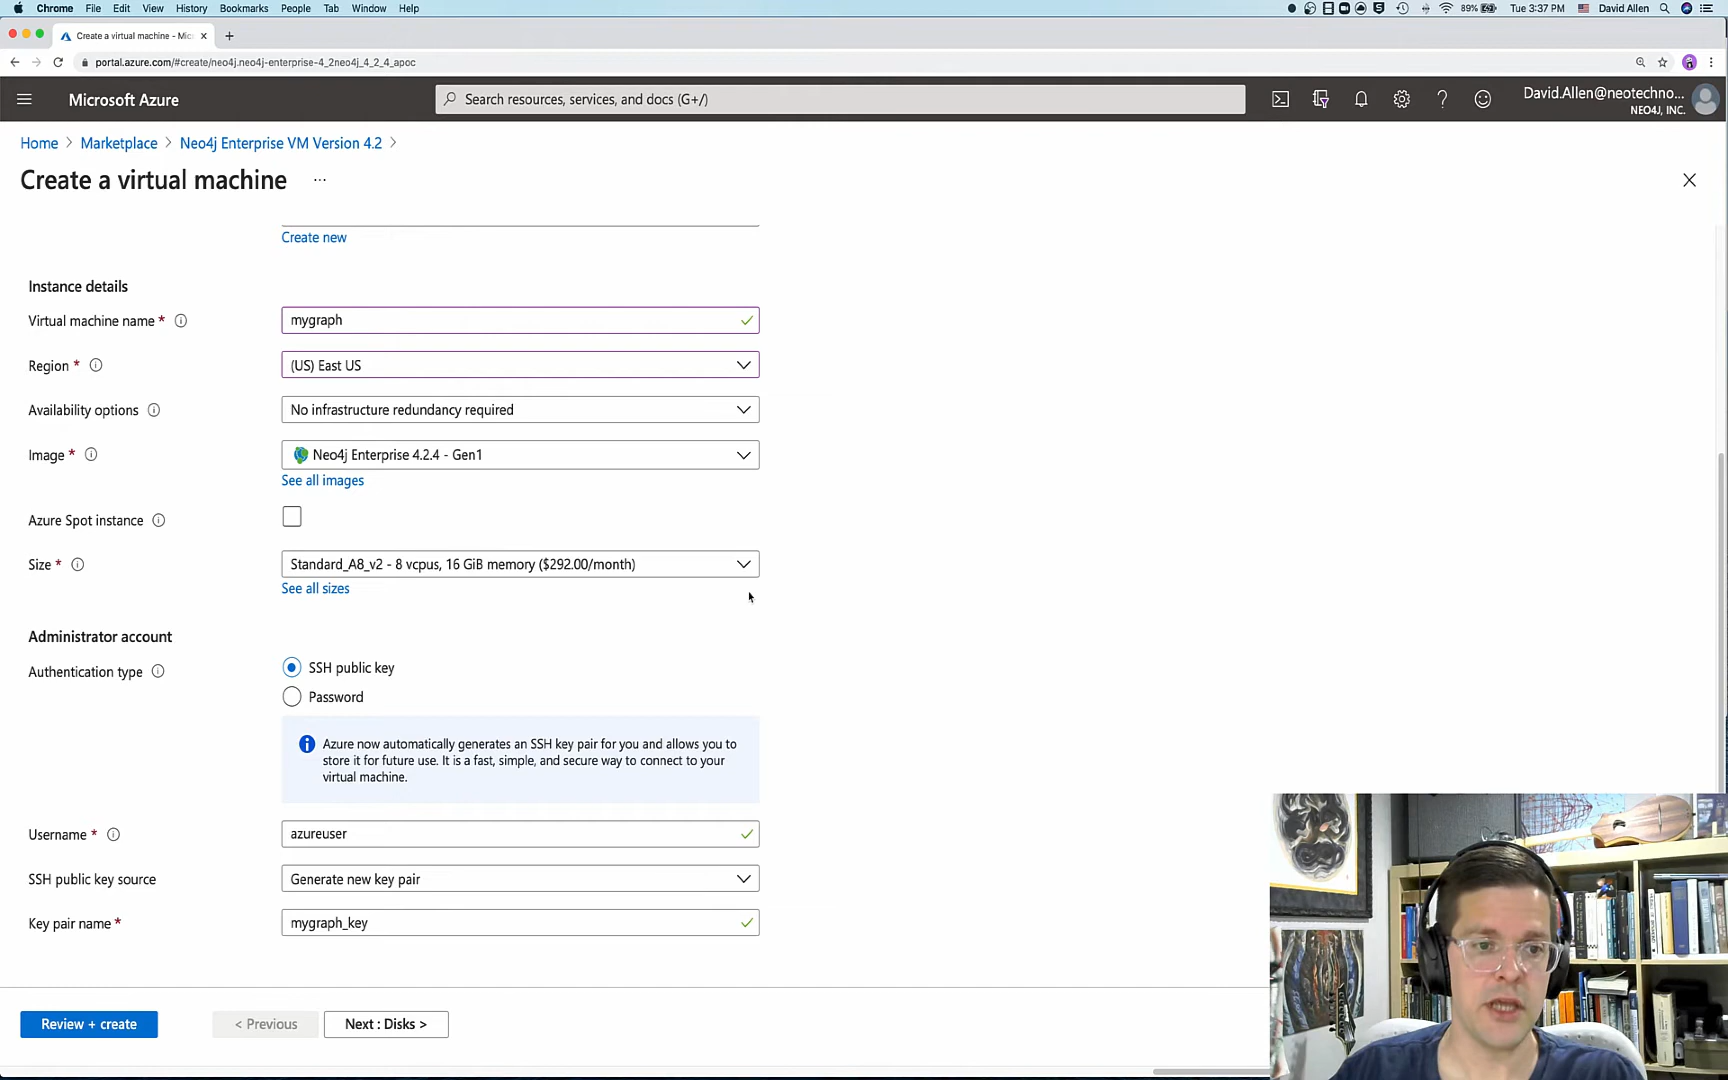 Chrome File Edit View History Bookmarks People Tab Window Help
89% Tue 3:37 PM David Allen
Create a virtual machine - Mic
portal.azure.com/#create/neo4j.neo4j-enterprise-4_2neo4j_4_2_4_apoc
Microsoft Azure
Search resources, services, and docs (G+/)
David.Allen@neotechno...
NEO4J, INC.
Home > Marketplace > Neo4j Enterprise VM Version 4.2 >
Create a virtual machine ...
Create new
Instance details
Virtual machine name *
mygraph
Region *
(US) East US
Availability options
No infrastructure redundancy required
Image *
Neo4j Enterprise 4.2.4 - Gen1
See all images
Azure Spot instance
Size *
Standard_A8_v2 - 8 vcpus, 16 GiB memory ($292.00/month)
See all sizes
Administrator account
Authentication type
SSH public key
Password
Azure now automatically generates an SSH key pair for you and allows you to
store it for future use. It is a fast, simple, and secure way to connect to your
virtual machine.
Username *
azureuser
SSH public key source
Generate new key pair
Key pair name *
mygraph_key
Review + create
< Previous
Next : Disks >